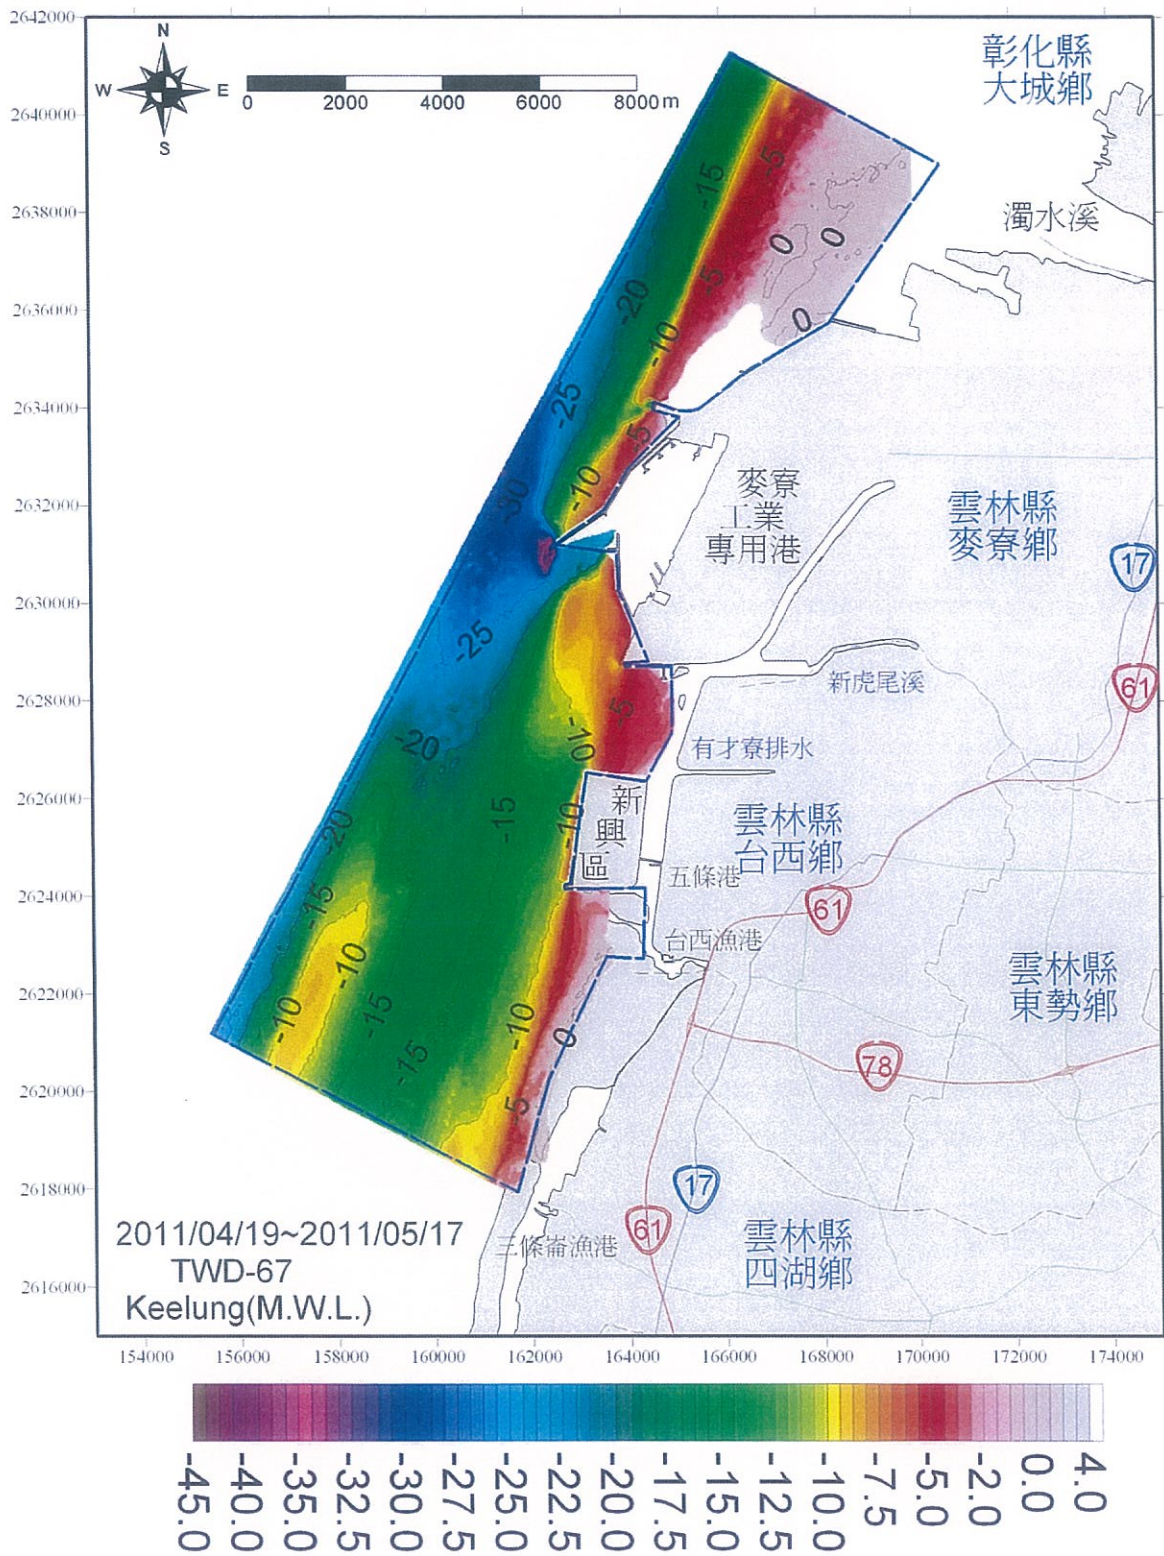 2642000
2640000
2638000
2636000
2634000
2632000
2630000
2628000
2626000
2624000
2622000
2620000
2618000
2616000
N
W
E
S
0
2000
4000
6000
8000m
彰化縣
大城鄉
濁水溪
-15
-5
0
0
-5
-20
0
-10
-25
-5
-10
-30
麥寮
工業
專用港
雲林縣
麥寮鄉
17
-25
新虎尾溪
61
-5
-20
-10
有才寮排水
-15
-10
新
興
區
雲林縣
台西鄉
-20
五條港
-15
61
台西漁港
-10
雲林縣
東勢鄉
-10
-15
-10
0
-15
78
-5
17
2011/04/19~2011/05/17
TWD-67
Keelung(M.W.L.)
三條崙漁港
61
雲林縣
四湖鄉
154000
156000
158000
160000
162000
164000
166000
168000
170000
172000
174000
-45.0
-40.0
-35.0
-32.5
-30.0
-27.5
-25.0
-22.5
-20.0
-17.5
-15.0
-12.5
-10.0
-7.5
-5.0
-2.0
0.0
4.0